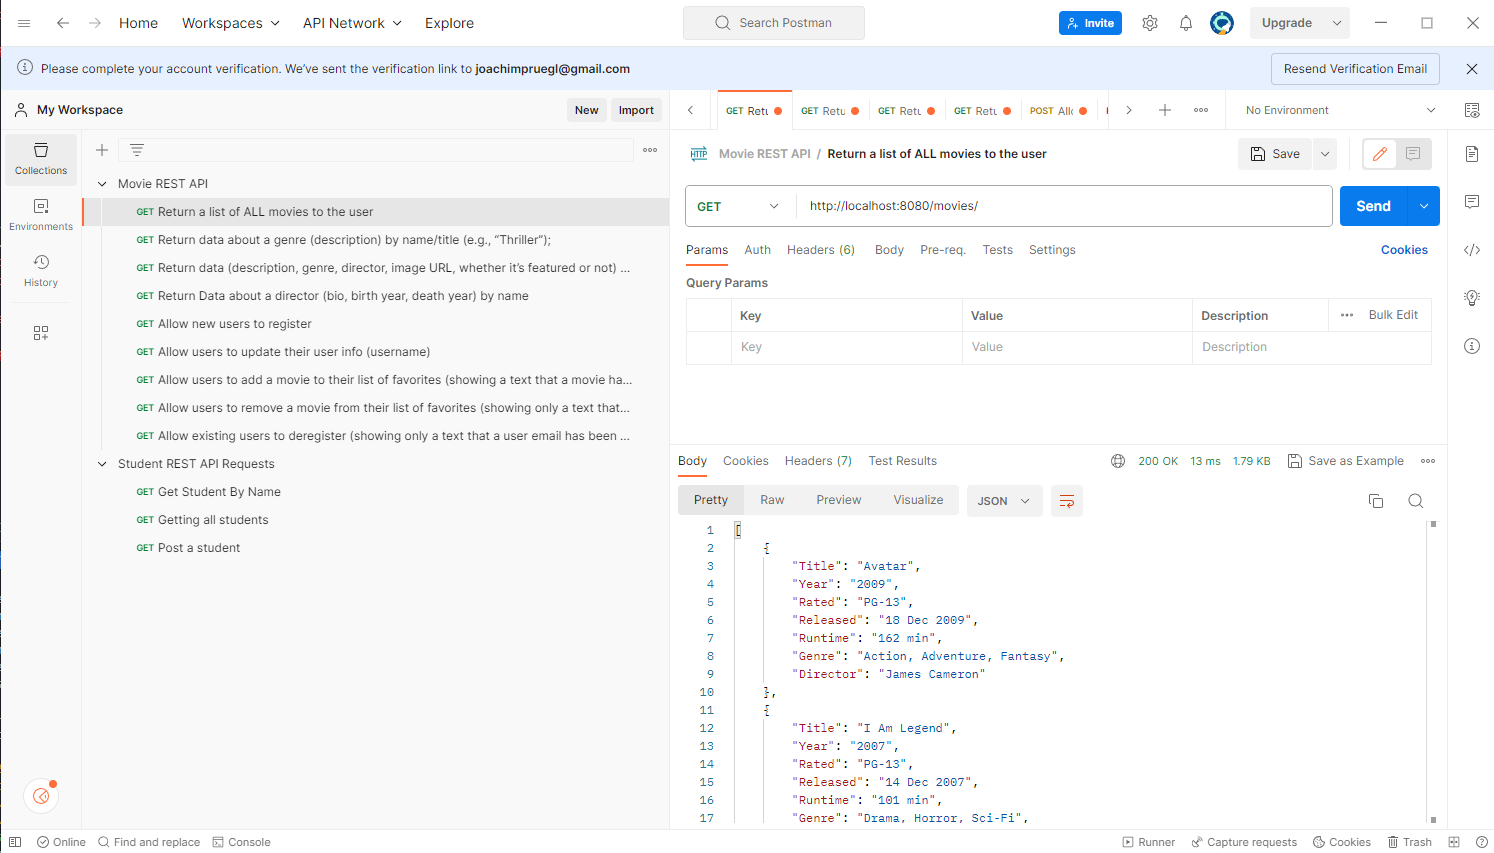 Home Workspaces API Network Explore Search Postman Invite Upgrade
Please complete your account verification. We've sent the verification link to joachimpruegl@gmail.com Resend Verification Email
My Workspace New Import
GET Retu GET Retu GET Retu GET Retu POST Allo No Environment
Collections
Environments
History
Movie REST API
GET Return a list of ALL movies to the user
GET Return data about a genre (description) by name/title (e.g., “Thriller”);
GET Return data (description, genre, director, image URL, whether it’s featured or not) ...
GET Return Data about a director (bio, birth year, death year) by name
GET Allow new users to register
GET Allow users to update their user info (username)
GET Allow users to add a movie to their list of favorites (showing a text that a movie ha...
GET Allow users to remove a movie from their list of favorites (showing only a text that...
GET Allow existing users to deregister (showing only a text that a user email has been ...
Student REST API Requests
GET Get Student By Name
GET Getting all students
GET Post a student
HTTP Movie REST API / Return a list of ALL movies to the user Save
GET http://localhost:8080/movies/ Send
Params Auth Headers (6) Body Pre-req. Tests Settings Cookies
Query Params
Key Value Description Bulk Edit
Key Value Description
Body Cookies Headers (7) Test Results 200 OK 13 ms 1.79 KB Save as Example
Pretty Raw Preview Visualize JSON
1 [
2 {
3 "Title": "Avatar",
4 "Year": "2009",
5 "Rated": "PG-13",
6 "Released": "18 Dec 2009",
7 "Runtime": "162 min",
8 "Genre": "Action, Adventure, Fantasy",
9 "Director": "James Cameron"
10 },
11 {
12 "Title": "I Am Legend",
13 "Year": "2007",
14 "Rated": "PG-13",
15 "Released": "14 Dec 2007",
16 "Runtime": "101 min",
17 "Genre": "Drama, Horror, Sci-Fi",
Online Find and replace Console Runner Capture requests Cookies Trash